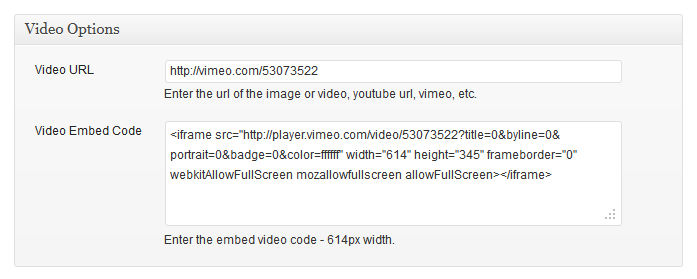 Video Options
Video URL
http://vimeo.com/53073522
Enter the url of the image or video, youtube url, vimeo, etc.
Video Embed Code
<iframe src="http://player.vimeo.com/video/53073522?title=0&byline=0&
portrait=0&badge=0&color=ffffff" width="614" height="345" frameborder="0"
webkitAllowFullScreen mozallowfullscreen allowFullScreen></iframe>
Enter the embed video code - 614px width.